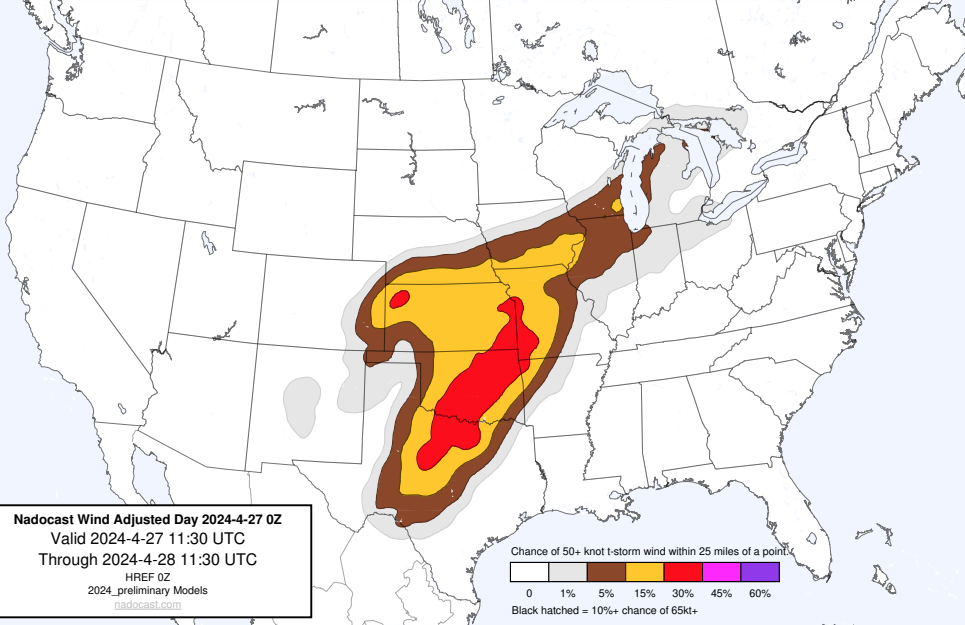 Nadocast Wind Adjusted Day 2024-4-27 0Z
Valid 2024-4-27 11:30 UTC
Through 2024-4-28 11:30 UTC
HREF 0Z
2024_preliminary Models
nadocast.com
Chance of 50+ knot t-storm wind within 25 miles of a point.
0 1% 5% 15% 30% 45% 60%
Black hatched = 10%+ chance of 65kt+